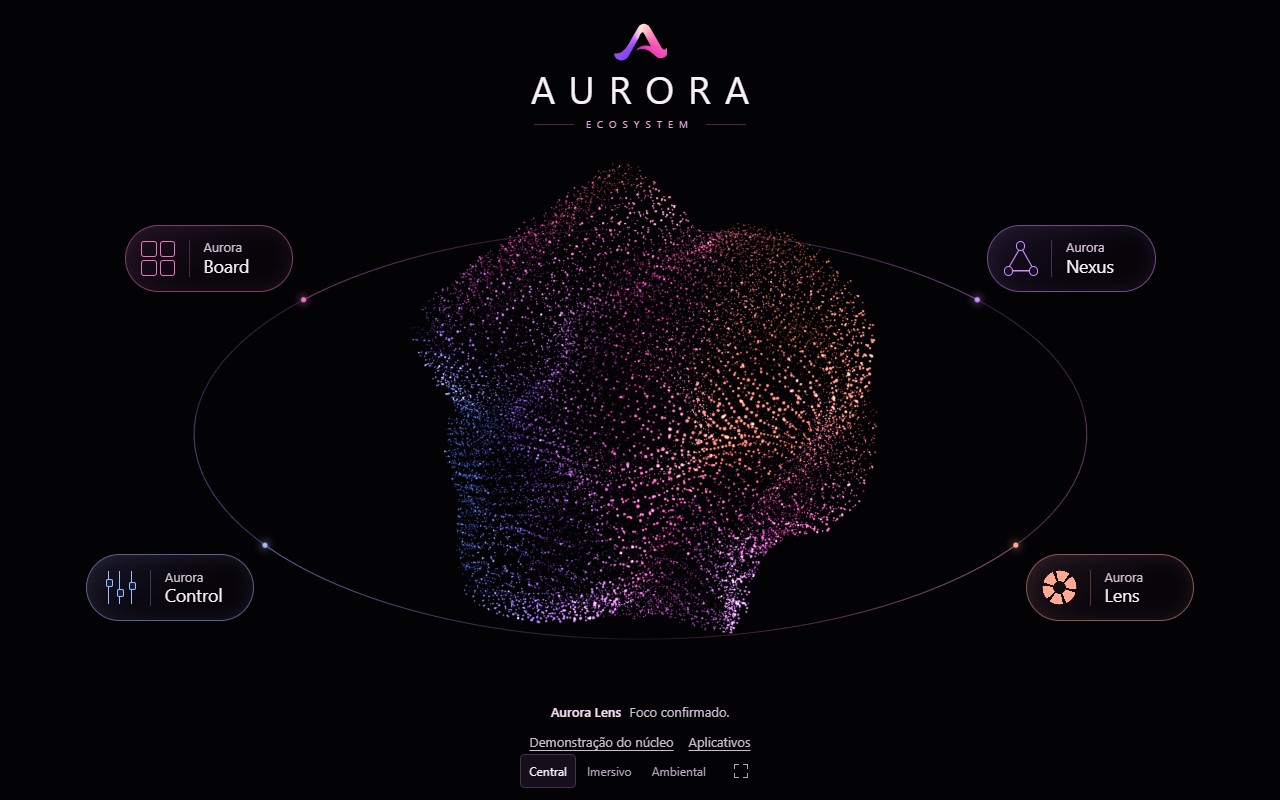 AURORA
ECOSYSTEM
Aurora
Board
Aurora
Nexus
Aurora
Control
Aurora
Lens
Aurora Lens Foco confirmado.
Demonstração do núcleo Aplicativos
Central Imersivo Ambiental